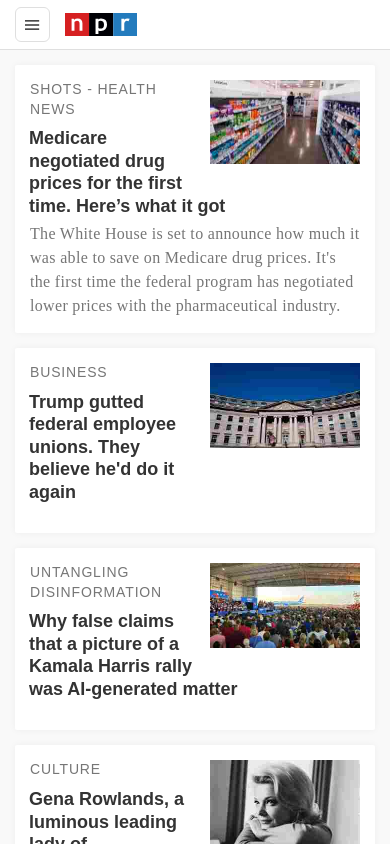 npr
SHOTS - HEALTH
NEWS
Medicare
negotiated drug
prices for the first
time. Here’s what it got
The White House is set to announce how much it
was able to save on Medicare drug prices. It's
the first time the federal program has negotiated
lower prices with the pharmaceutical industry.
BUSINESS
Trump gutted
federal employee
unions. They
believe he'd do it
again
UNTANGLING
DISINFORMATION
Why false claims
that a picture of a
Kamala Harris rally
was AI-generated matter
CULTURE
Gena Rowlands, a
luminous leading
lady of